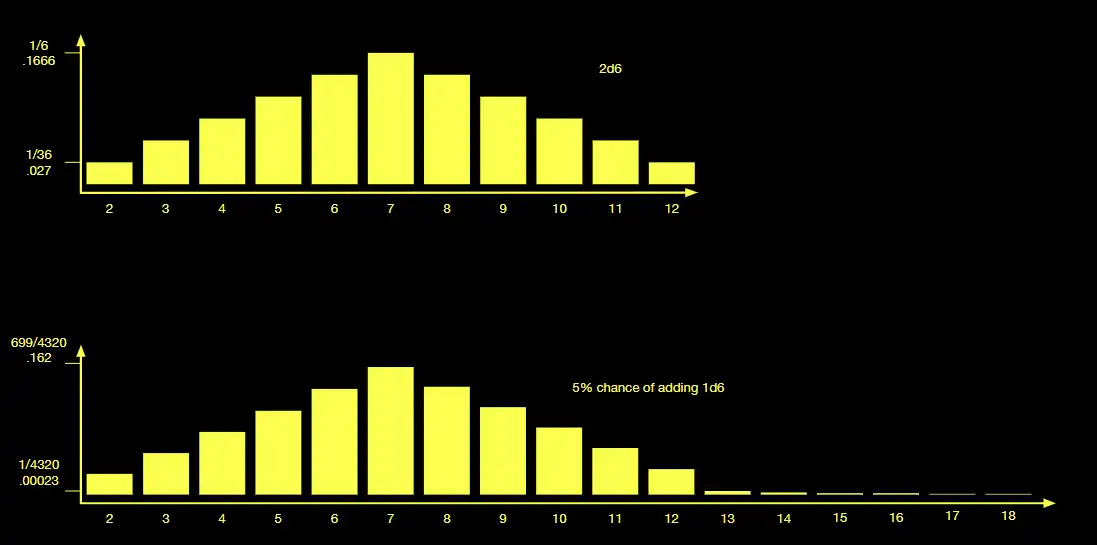 1/6
.1666
2d6
1/36
.027
2 3 4 5 6 7 8 9 10 11 12
699/4320
.162
5% chance of adding 1d6
1/4320
.00023
2 3 4 5 6 7 8 9 10 11 12 13 14 15 16 17 18